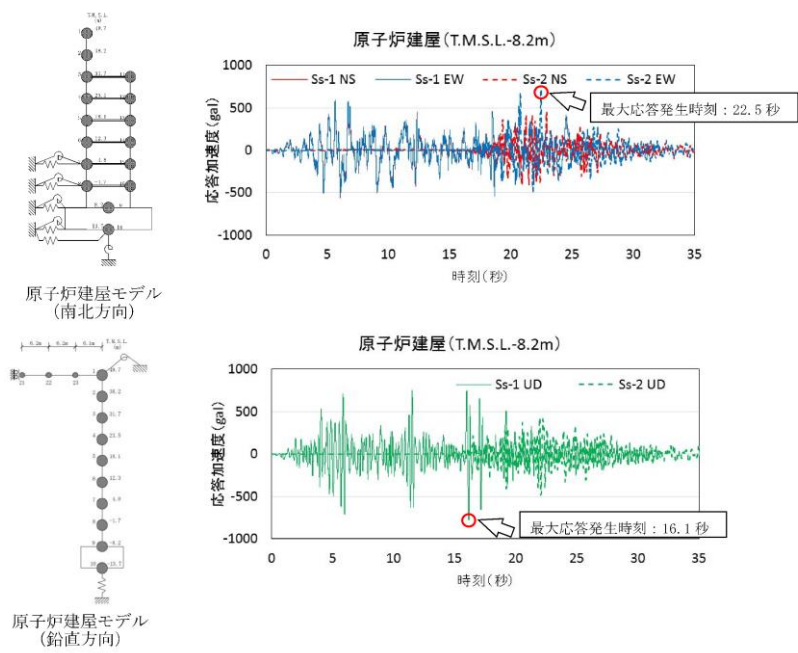 T.M.S.L.
(m)
原子炉建屋モデル
(南北方向)
原子炉建屋(T.M.S.L.-8.2m)
Ss-1 NS
Ss-1 EW
Ss-2 NS
Ss-2 EW
最大応答発生時刻：22.5 秒
応答加速度(gal)
1000
500
0
-500
-1000
0 5 10 15 20 25 30 35
時刻(秒)
T.M.S.L.
(m)
原子炉建屋モデル
(鉛直方向)
原子炉建屋(T.M.S.L.-8.2m)
Ss-1 UD
Ss-2 UD
最大応答発生時刻：16.1 秒
応答加速度(gal)
1000
500
0
-500
-1000
0 5 10 15 20 25 30 35
時刻(秒)